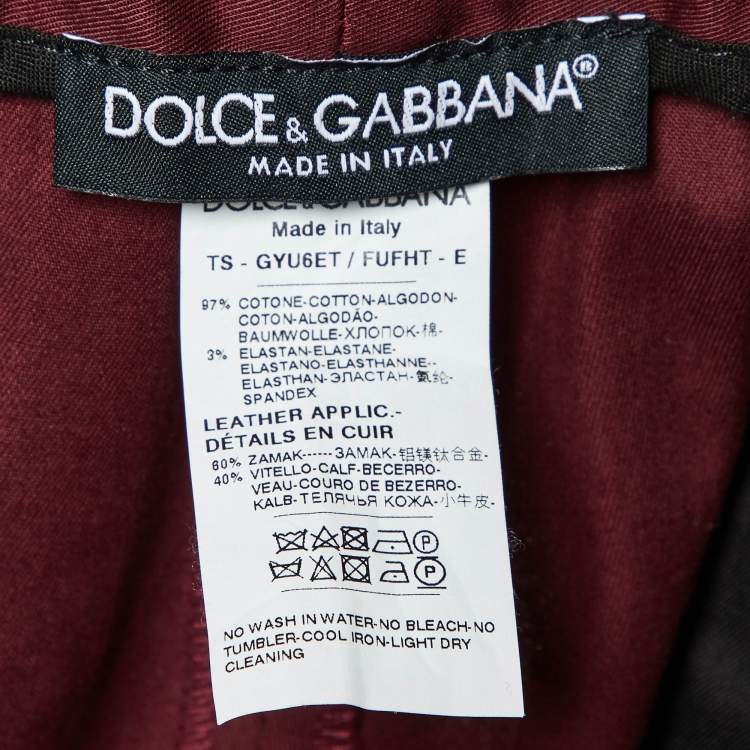 DOLCE & GABBANA®
MADE IN ITALY
DOLCE & GABBANA
Made in Italy
TS - GYU6ET / FUFHT - E
97% COTONE-COTTON-ALGODON-
COTON-ALGODÃO-
BAUMWOLLE-ХЛОПОК-棉-
3% ELASTAN-ELASTANE-
ELASTANO-ELASTHANNE--
ELASTHAN-ЭЛАСТАН-氨纶-
SPANDEX
LEATHER APPLIC.-
DÉTAILS EN CUIR
60% ZAMAK------ЗАМАК-铝镁钛合金-
40% VITELLO-CALF-BECERRO-
VEAU-COURO DE BEZERRO-
KALB-ТЕЛЯЧЬЯ КОЖА-小牛皮-
P
P
NO WASH IN WATER-NO BLEACH-NO
TUMBLER-COOL IRON-LIGHT DRY
CLEANING